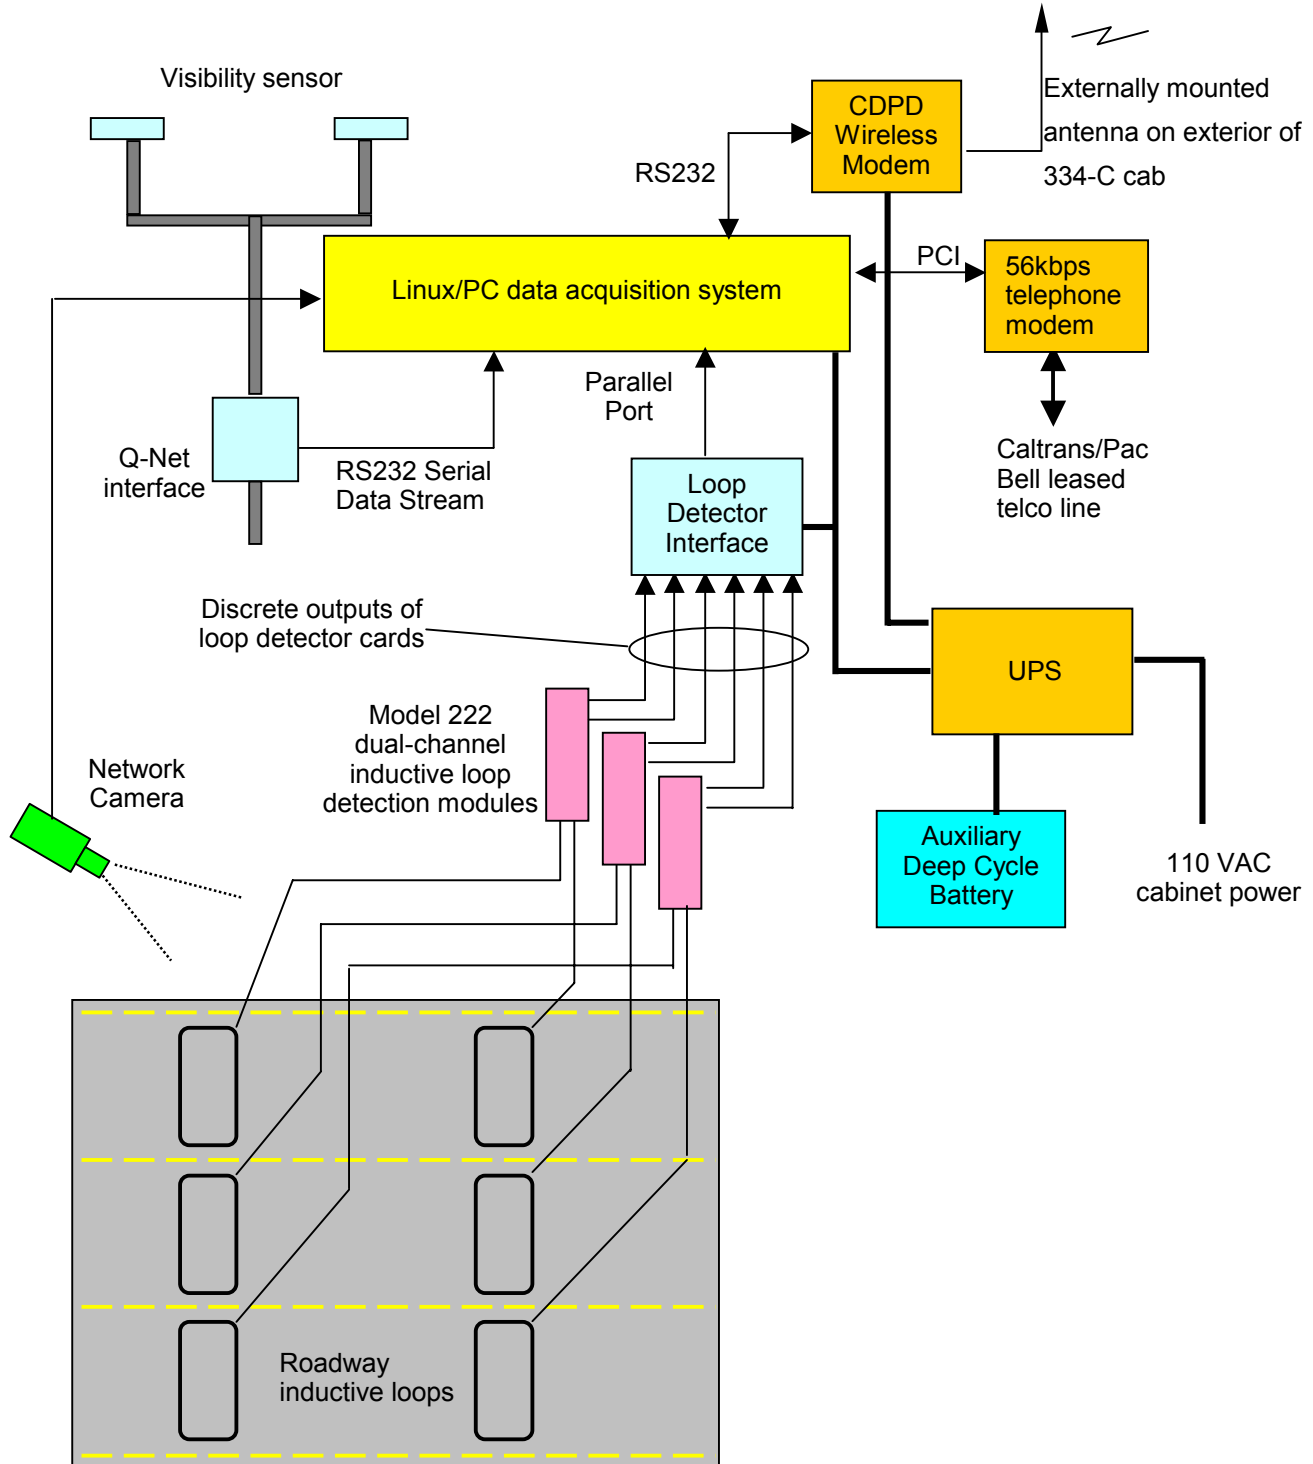 Visibility sensor
CDPD
Wireless
Modem
Externally mounted
antenna on exterior of
334-C cab
RS232
Linux/PC data acquisition system
PCI
56kbps
telephone
modem
Parallel
Port
Q-Net
interface
RS232 Serial
Data Stream
Loop
Detector
Interface
Caltrans/Pac
Bell leased
telco line
Discrete outputs of
loop detector cards
UPS
Model 222
dual-channel
inductive loop
detection modules
Network
Camera
Auxiliary
Deep Cycle
Battery
110 VAC
cabinet power
Roadway
inductive loops